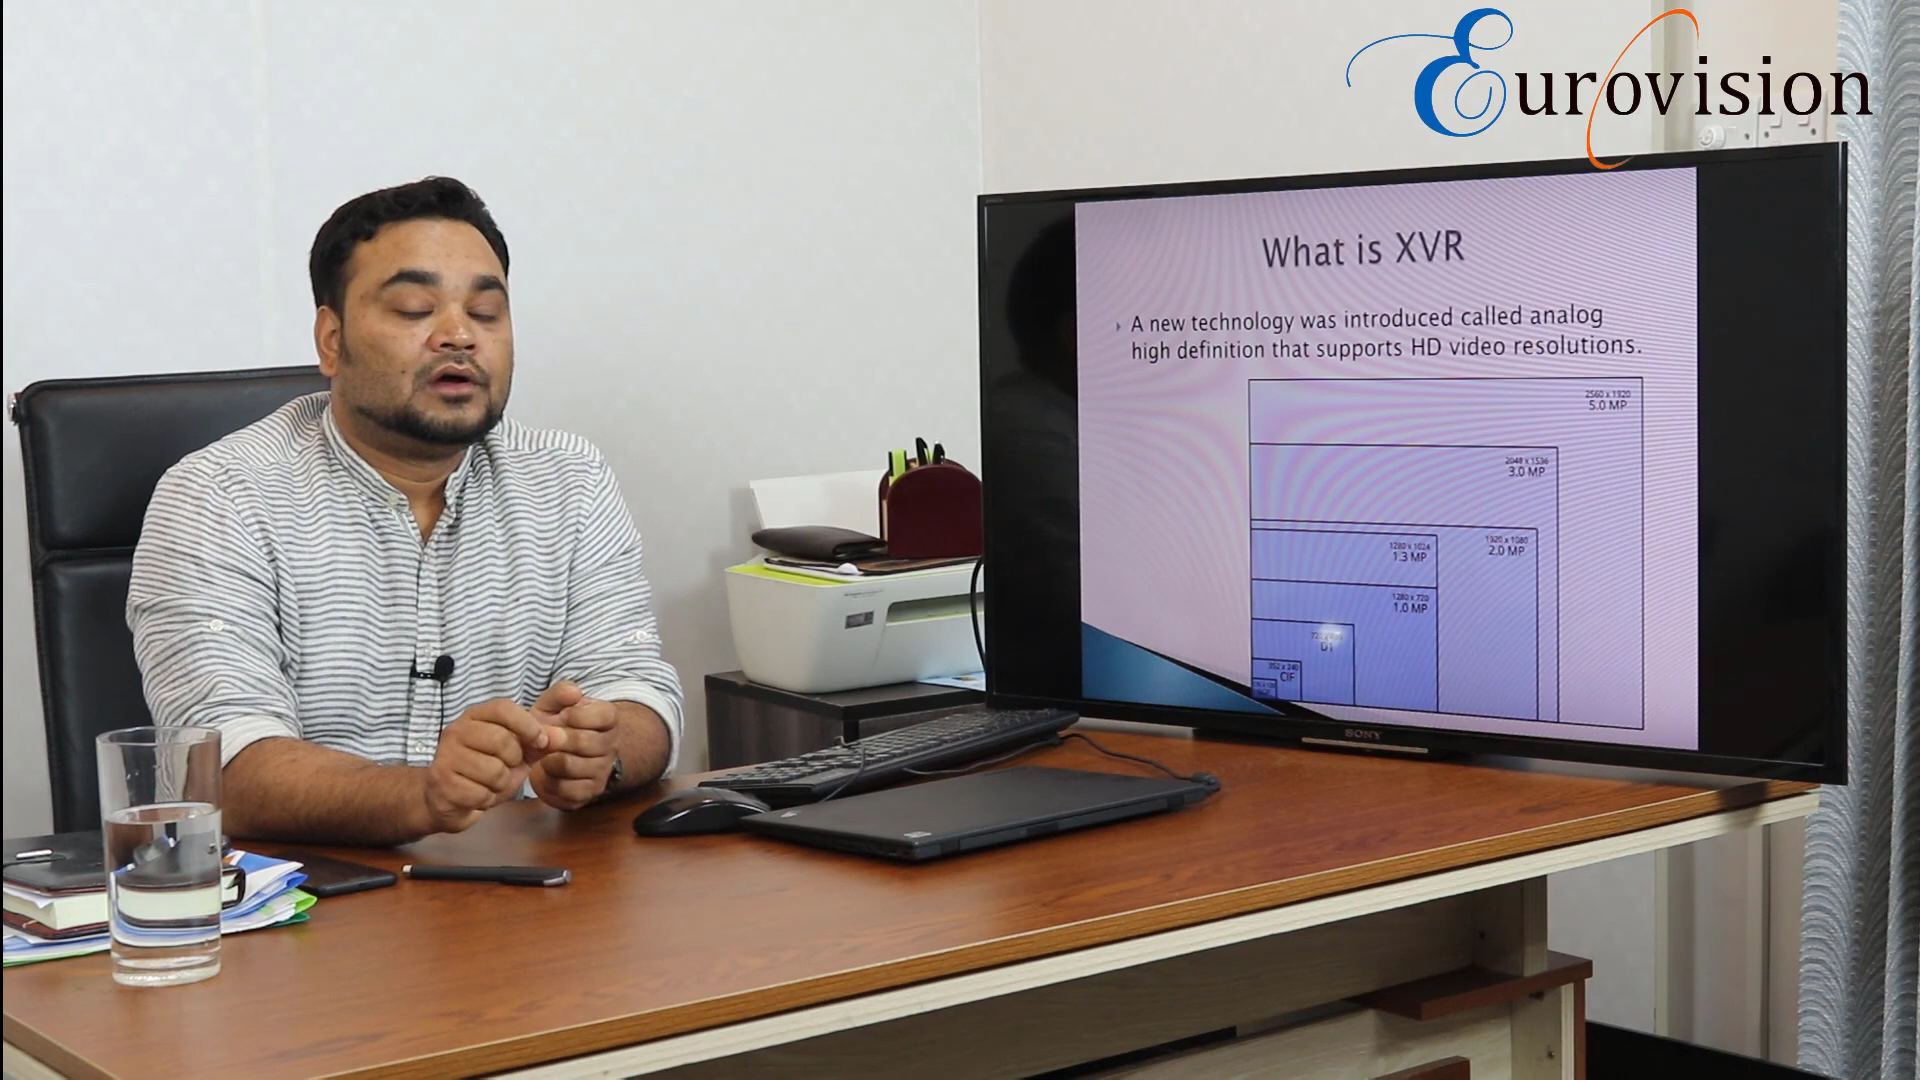 Eurovision
What is XVR
A new technology was introduced called analog
high definition that supports HD video resolutions.
2560 x 1920
5.0 MP
2048 x 1536
3.0 MP
1920 x 1080
2.0 MP
1280 x 1024
1.3 MP
1280 x 720
1.0 MP
D1
352 x 240
CIF
SONY